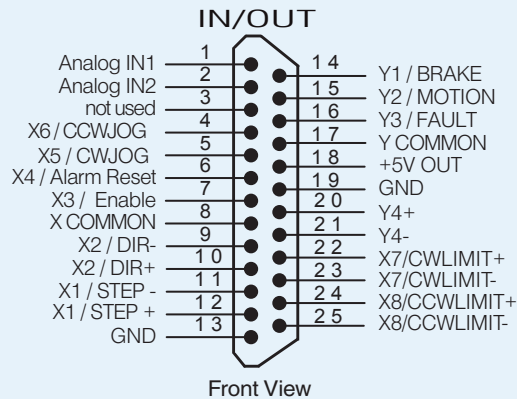 IN/OUT
Analog IN1 1
Analog IN2 2
not used 3
X6/CCWJOG 4
X5/CWJOG 5
X4/Alarm Reset 6
X3/ Enable 7
X COMMON 8
X2/DIR- 9
X2/DIR+ 10
X1/STEP - 11
X1/STEP + 12
GND 13
14 Y1/BRAKE
15 Y2/MOTION
16 Y3/FAULT
17 Y COMMON
18 +5V OUT
19 GND
20 Y4+
21 Y4-
22 X7/CWLIMIT+
23 X7/CWLIMIT-
24 X8/CCWLIMIT+
25 X8/CCWLIMIT-
Front View